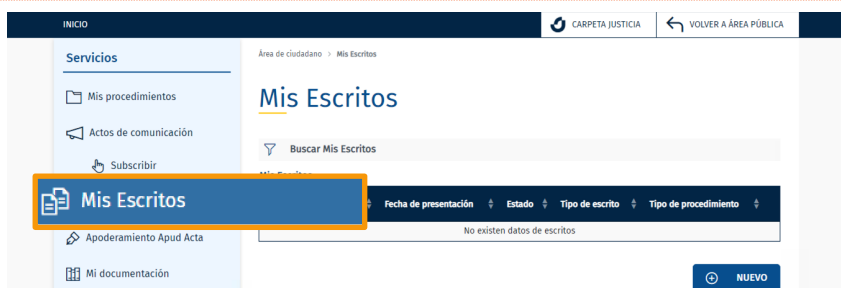 INICIO
CARPETA JUSTICIA
VOLVER A ÁREA PÚBLICA
Servicios
Área de ciudadano > Mis Escritos
Mis procedimientos
Mis Escritos
Actos de comunicación
Buscar Mis Escritos
Subscribir
Mis Escritos
Mis Escritos
Fecha de presentación Estado Tipo de escrito Tipo de procedimiento
No existen datos de escritos
Apoderamiento Apud Acta
Mi documentación
NUEVO